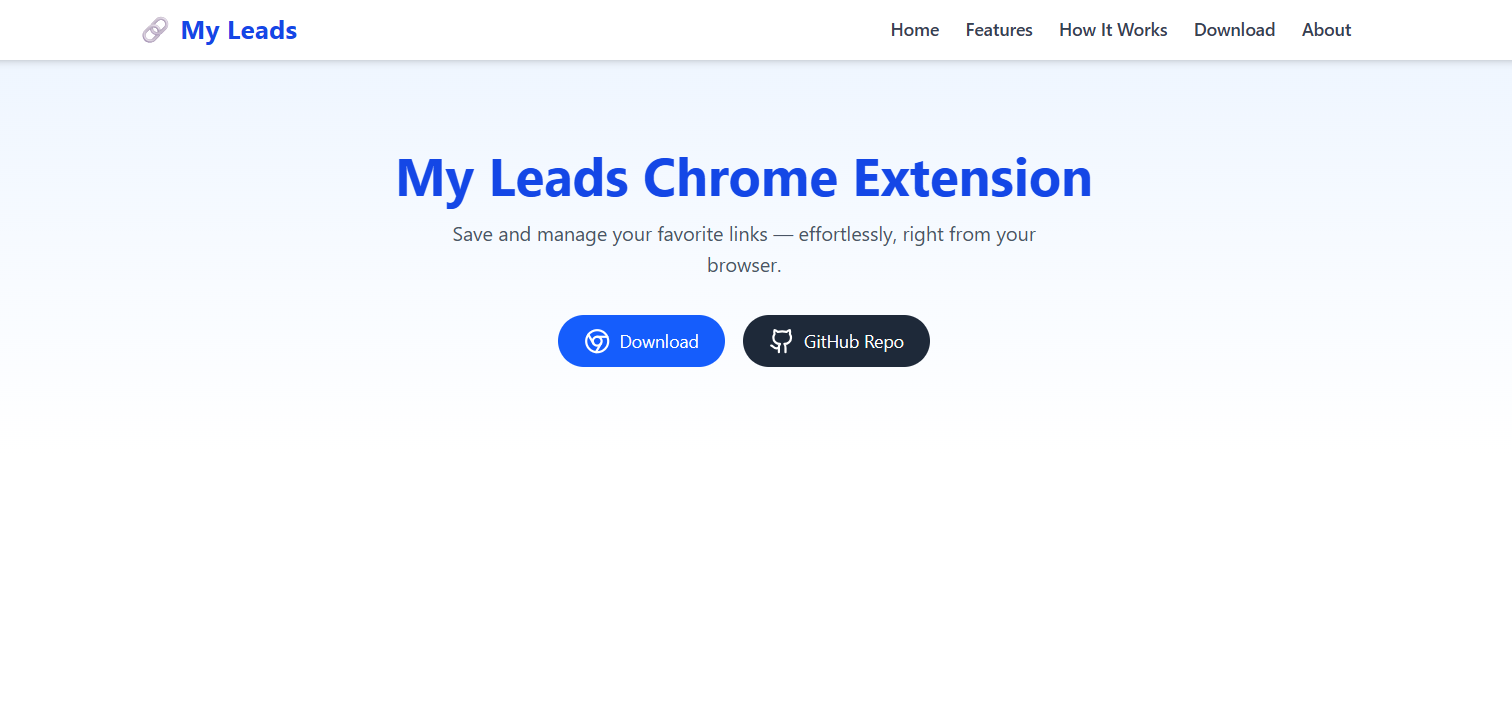 My Leads
Home Features How It Works Download About
My Leads Chrome Extension
Save and manage your favorite links — effortlessly, right from your
browser.
Download GitHub Repo